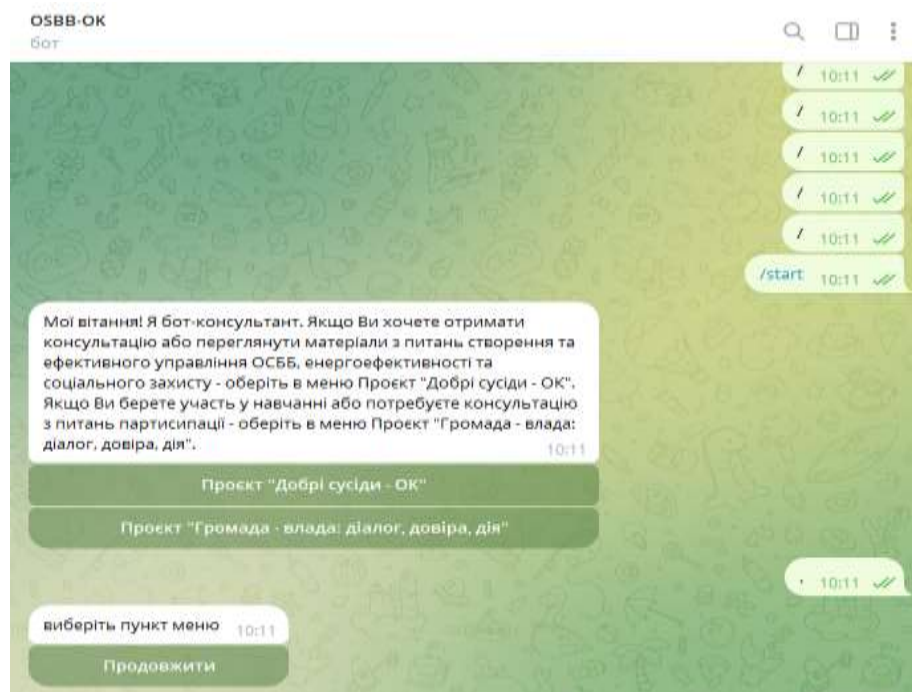 OSBB-OK
бот
/ 10:11
/ 10:11
/ 10:11
/ 10:11
/ 10:11
/start 10:11
Мої вітання! Я бот-консультант. Якщо Ви хочете отримати
консультацію або переглянути матеріали з питань створення та
ефективного управління ОСББ, енергоефективності та
соціального захисту - оберіть в меню Проєкт "Добрі сусіди - ОК".
Якщо Ви берете участь у навчанні або потребуєте консультацію
з питань партисипації - оберіть в меню Проєкт "Громада - влада:
діалог, довіра, дія". 10:11
Проєкт "Добрі сусіди - ОК"
Проєкт "Громада - влада: діалог, довіра, дія"
, 10:11
виберіть пункт меню 10:11
Продовжити